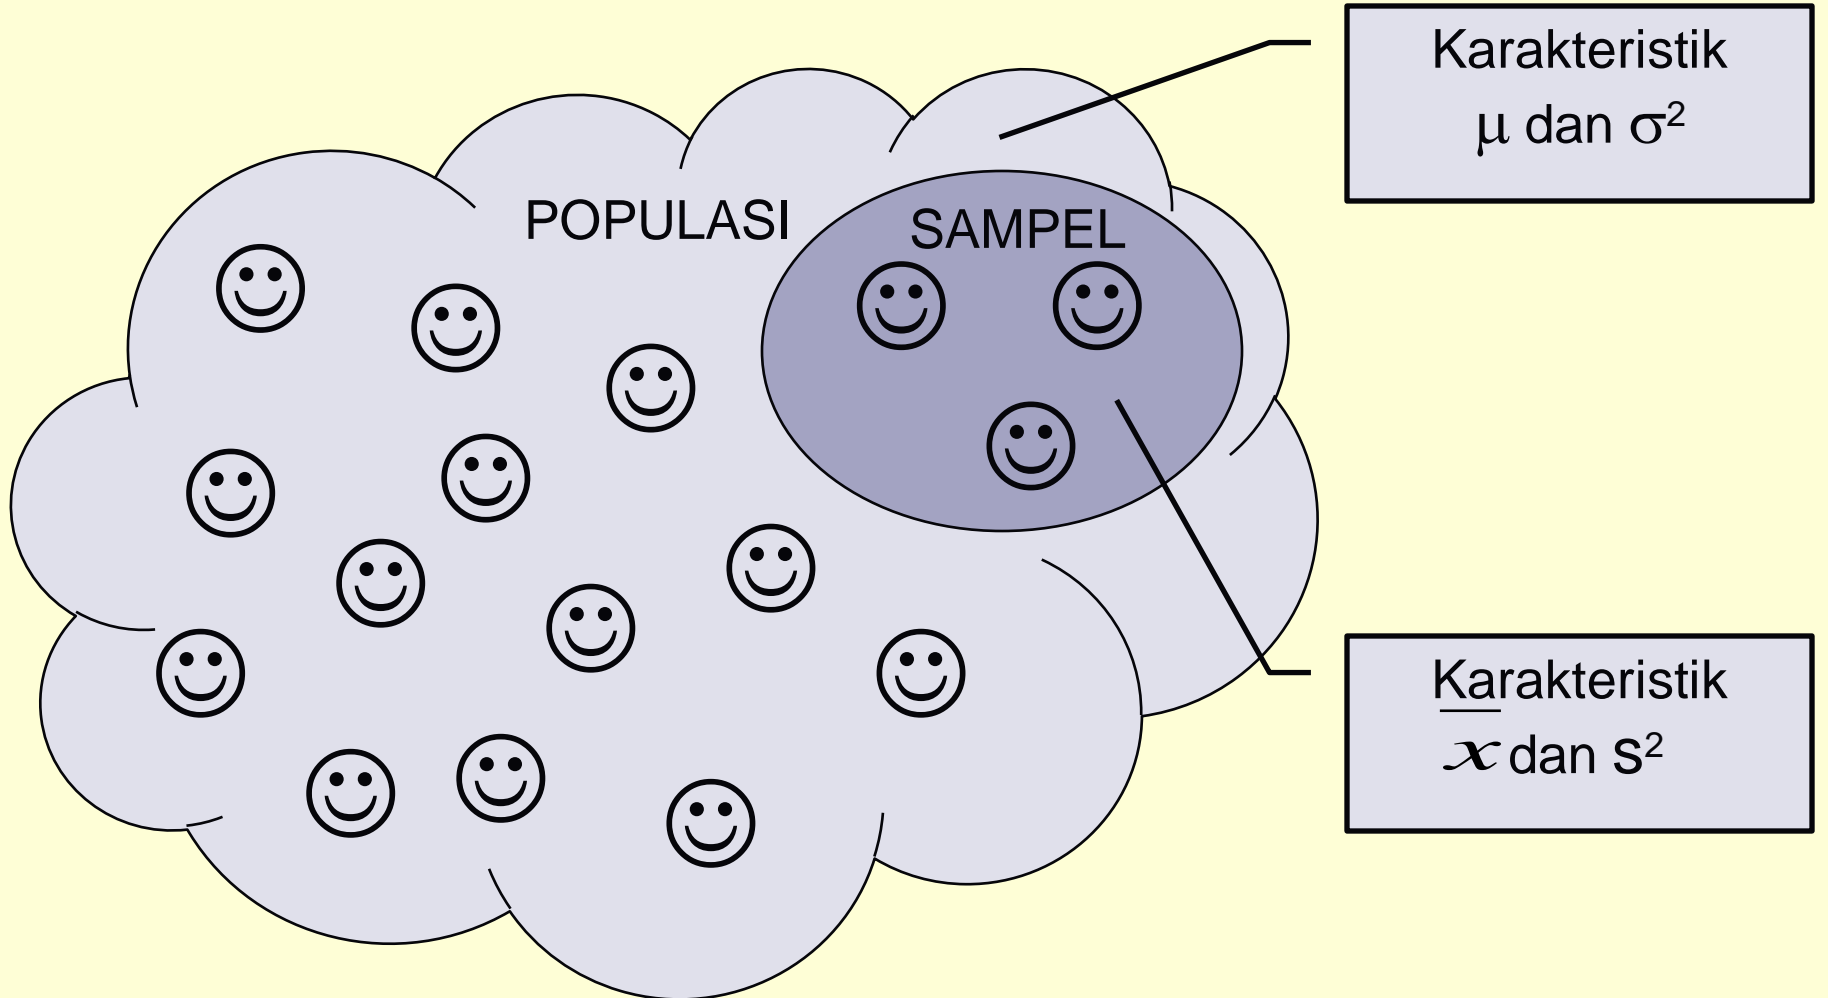 Karakteristik
μ dan σ²
POPULASI
SAMPEL
Karakteristik
x̅ dan S²